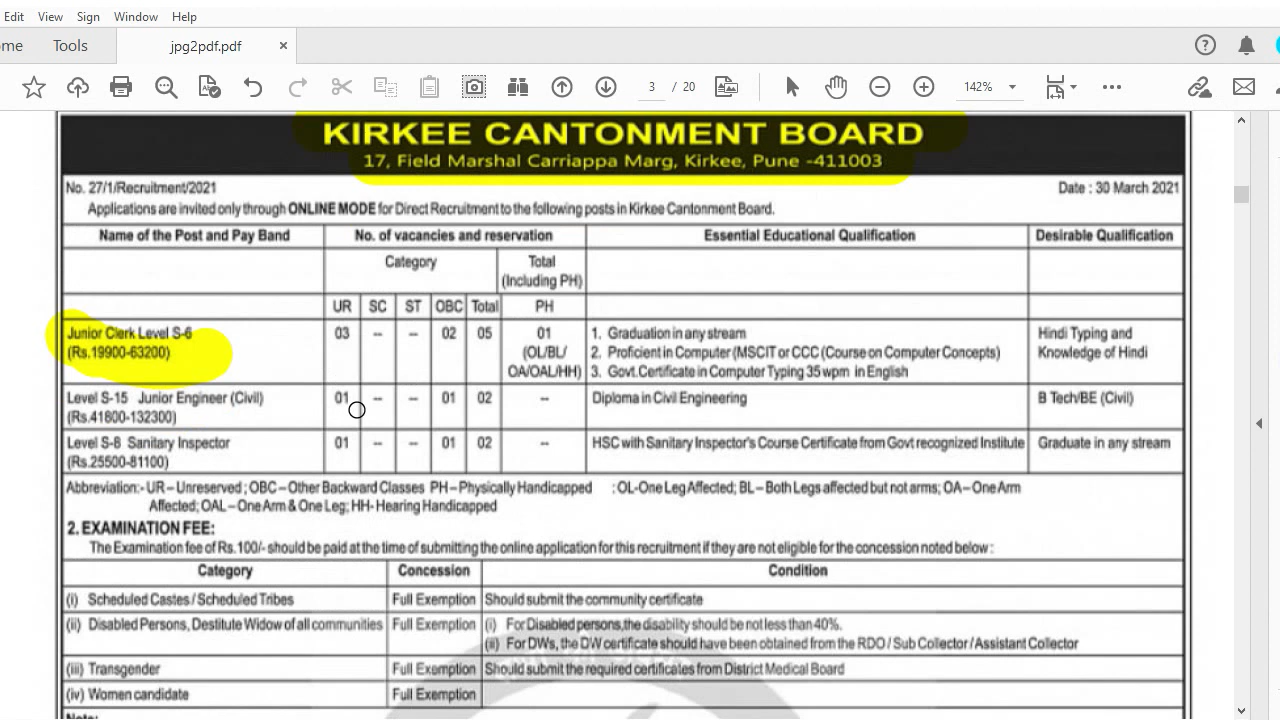 Edit View Sign Window Help
ome Tools jpg2pdf.pdf ×
3 / 20 142%
KIRKEE CANTONMENT BOARD
17, Field Marshal Carriappa Marg, Kirkee, Pune -411003
No. 27/1/Recruitment/2021 Date : 30 March 2021
Applications are invited only through ONLINE MODE for Direct Recruitment to the following posts in Kirkee Cantonment Board.
Name of the Post and Pay Band No. of vacancies and reservation Essential Educational Qualification Desirable Qualification
Category Total
(Including PH)
UR SC ST OBC Total PH
Junior Clerk Level S-6 03 -- -- 02 05 01 1. Graduation in any stream Hindi Typing and
(Rs.19900-63200) (OL/BL/ 2. Proficient in Computer (MSCIT or CCC (Course on Computer Concepts) Knowledge of Hindi
OA/OAL/HH) 3. Govt. Certificate in Computer Typing 35 wpm in English
Level S-15 Junior Engineer (Civil) 01 -- -- 01 02 -- Diploma in Civil Engineering B Tech/BE (Civil)
(Rs.41800-132300)
Level S-8 Sanitary Inspector 01 -- -- 01 02 -- HSC with Sanitary Inspector's Course Certificate from Govt recognized Institute Graduate in any stream
(Rs.25500-81100)
Abbreviation:- UR – Unreserved ; OBC – Other Backward Classes PH – Physically Handicapped : OL-One Leg Affected; BL – Both Legs affected but not arms; OA – One Arm
Affected; OAL – One Arm & One Leg; HH- Hearing Handicapped
2. EXAMINATION FEE:
The Examination fee of Rs.100/- should be paid at the time of submitting the online application for this recruitment if they are not eligible for the concession noted below :
Category Concession Condition
(i) Scheduled Castes / Scheduled Tribes Full Exemption Should submit the community certificate
(ii) Disabled Persons, Destitute Widow of all communities Full Exemption (i) For Disabled persons,the disability should be not less than 40%.
(ii) For DWs, the DW certificate should have been obtained from the RDO / Sub Collector /Assistant Collector
(iii) Transgender Full Exemption Should submit the required certificates from District Medical Board
(iv) Women candidate Full Exemption
Note: